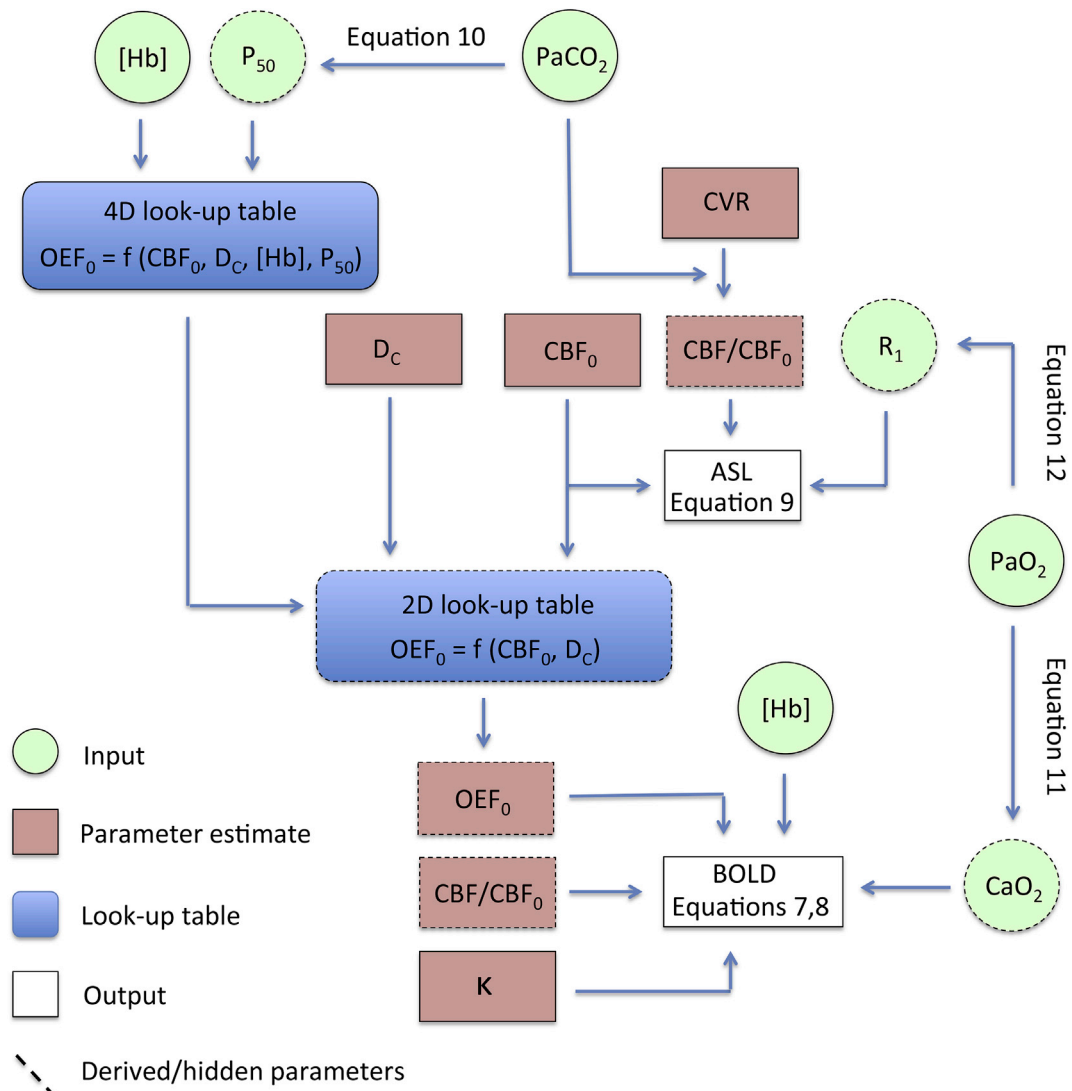 [Hb]
P50
Equation 10
PaCO2
4D look-up table
OEF0 = f (CBF0, DC, [Hb], P50)
CVR
DC
CBF0
CBF/CBF0
R1
Equation 12
ASL
Equation 9
PaO2
2D look-up table
OEF0 = f (CBF0, DC)
Equation 11
[Hb]
Input
OEF0
Parameter estimate
CBF/CBF0
BOLD
Equations 7,8
CaO2
Look-up table
K
Output
Derived/hidden parameters